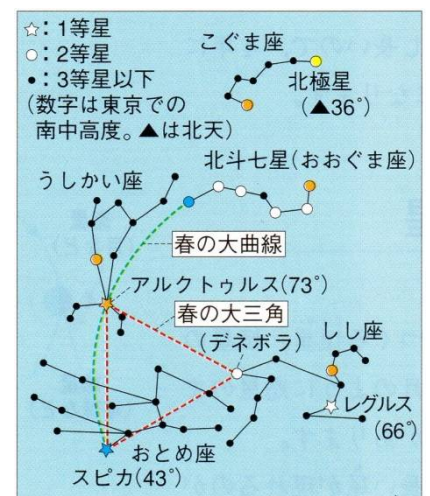 ☆：1等星
○：2等星
•：3等星以下
(数字は東京での
南中高度。▲は北天)
こぐま座
北極星
(▲36°)
北斗七星(おおぐま座)
うしかい座
春の大曲線
アルクトゥルス(73°)
春の大三角
(デネボラ)
しし座
レグルス
(66°)
おとめ座
スピカ(43°)